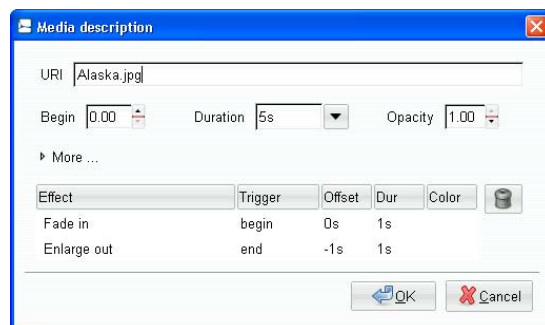 Media description
URI Alaska.jpg
Begin 0.00 Duration 5s Opacity 1.00
More ...
Effect Trigger Offset Dur Color
Fade in begin 0s 1s
Enlarge out end -1s 1s
OK Cancel